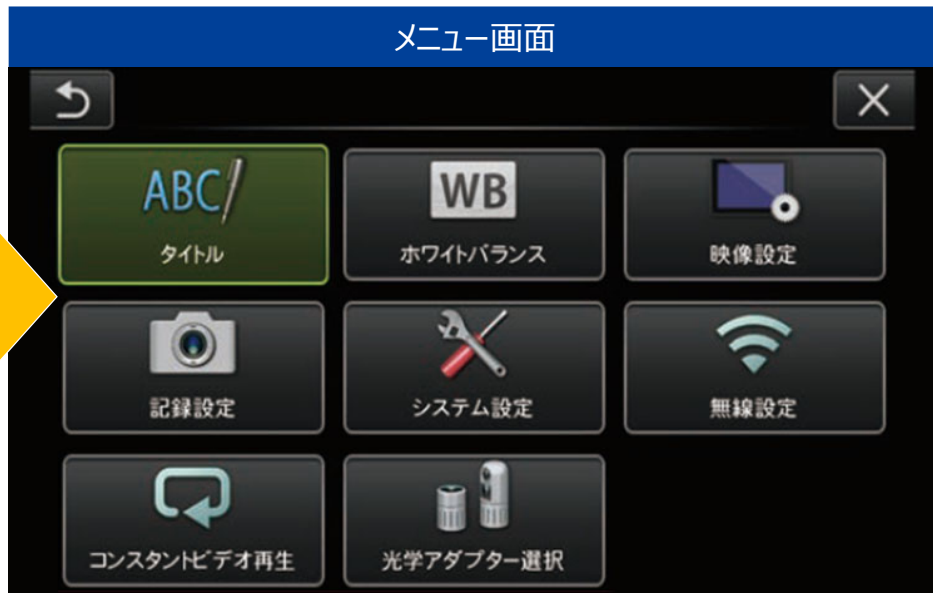 メニュー画面
ABC
タイトル
WB
ホワイトバランス
映像設定
記録設定
システム設定
無線設定
コンスタントビデオ再生
光学アダプター選択